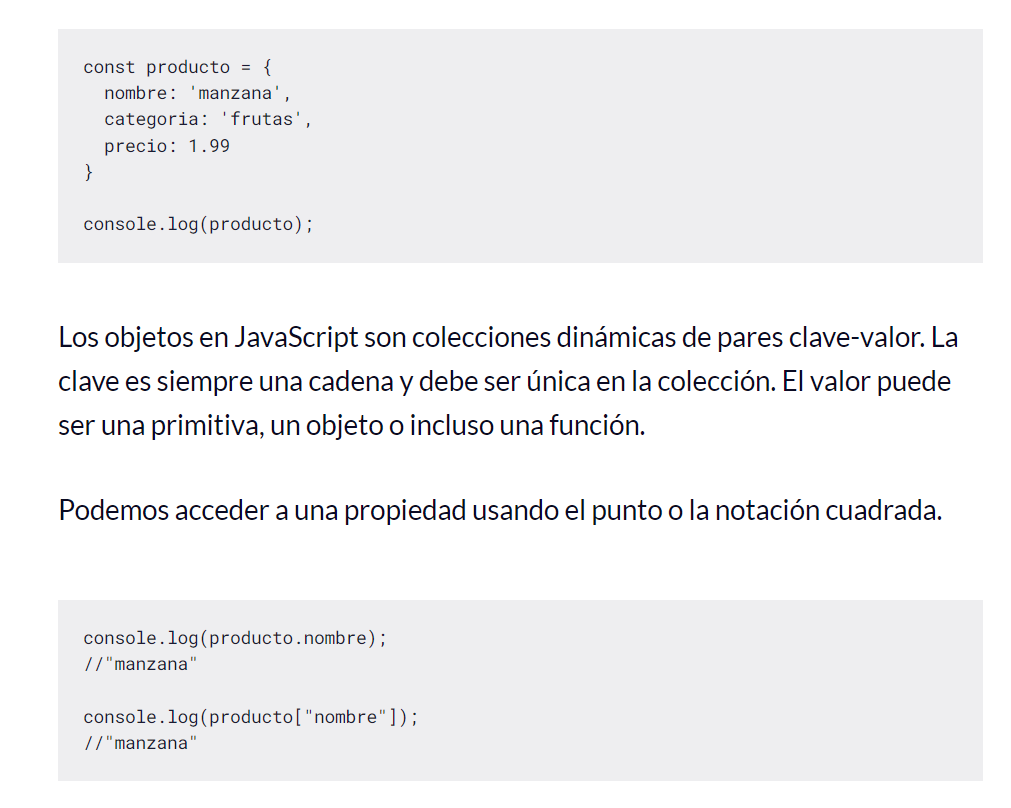 const producto = {
  nombre: 'manzana',
  categoria: 'frutas',
  precio: 1.99
}
console.log(producto);
Los objetos en JavaScript son colecciones dinámicas de pares clave-valor. La
clave es siempre una cadena y debe ser única en la colección. El valor puede
ser una primitiva, un objeto o incluso una función.
Podemos acceder a una propiedad usando el punto o la notación cuadrada.
console.log(producto.nombre);
//"manzana"
console.log(producto["nombre"]);
//"manzana"